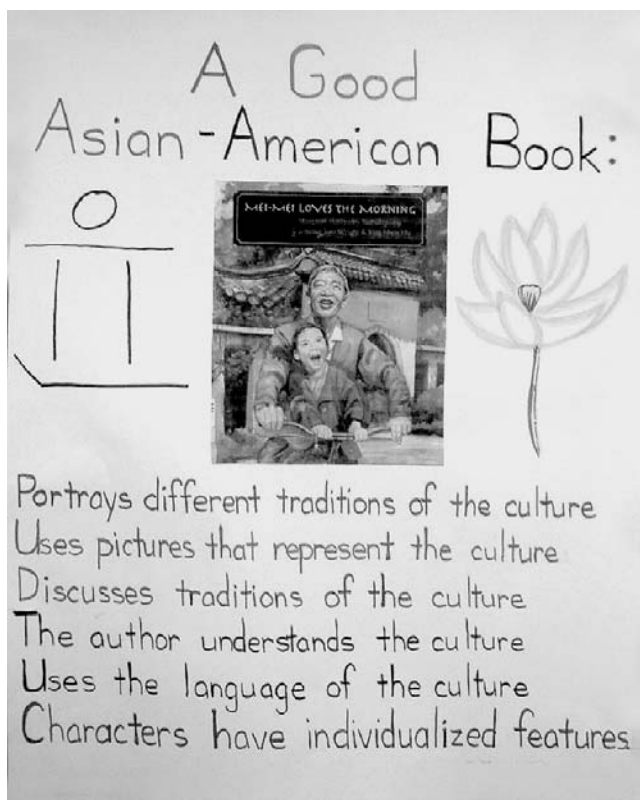 A Good
Asian-American Book:
MEI-MEI LOVES THE MORNING
Portrays different traditions of the culture
Uses pictures that represent the culture
Discusses traditions of the culture
The author understands the culture
Uses the language of the culture
Characters have individualized features